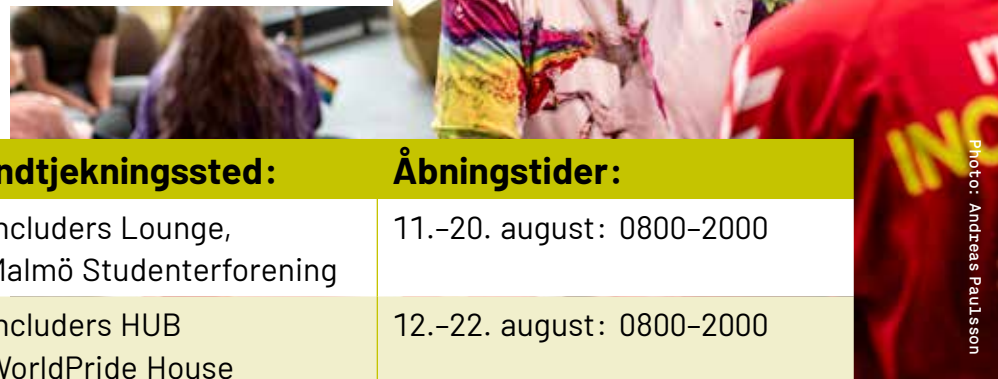 ndtjekningssted:
Åbningstider:
ncluders Lounge,
Malmö Studenterforening
11.–20. august: 0800–2000
ncluders HUB
WorldPride House
12.–22. august: 0800–2000
Photo: Andreas Paulsson